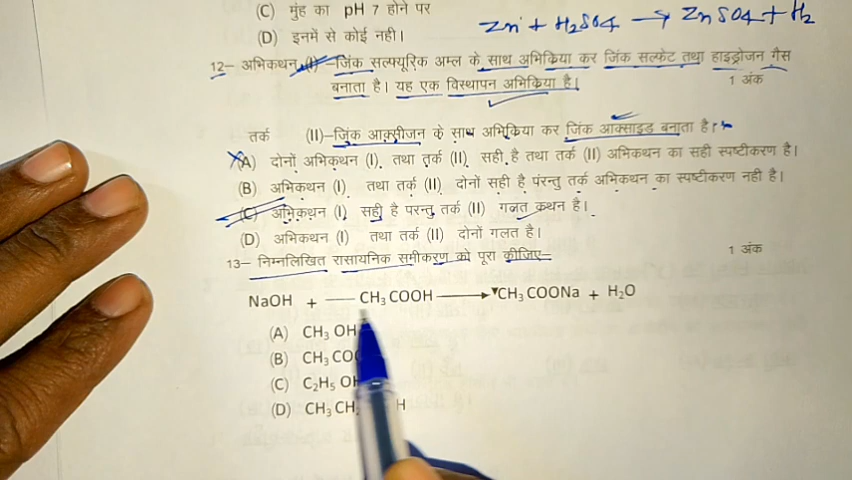 (C) मुंह का pH 7 होने पर
(D) इनमें से कोई नही।
Zn + H₂SO₄ → ZnSO₄ + H₂
12– अभिकथन (I) –जिंक सल्फ्यूरिक अम्ल के साथ अभिक्रिया कर जिंक सल्फेट तथा हाइड्रोजन गैस
बनाता है। यह एक विस्थापन अभिक्रिया है।
1 अंक
तर्क (II)–जिंक आक्सीजन के साथ अभिक्रिया कर जिंक आक्साइड बनाता है।
(A) दोनों अभिकथन (I) तथा तर्क (II) सही है तथा तर्क (II) अभिकथन का सही स्पष्टीकरण है।
(B) अभिकथन (I) तथा तर्क (II) दोनों सही है परंन्तु तर्क अभिकथन का स्पष्टीकरण नही है।
(C) अभिकथन (I) सही है परन्तु तर्क (II) गलत कथन है।
(D) अभिकथन (I) तथा तर्क (II) दोनों गलत है।
13– निम्नलिखित रासायनिक समीकरण को पूरा कीजिए–
1 अंक
NaOH + —— CH₃COOH ⟶ CH₃COONa + H₂O
(A) CH₃ OH
(B) CH₃ CO
(C) C₂H₅ OH
(D) CH₃ CH H